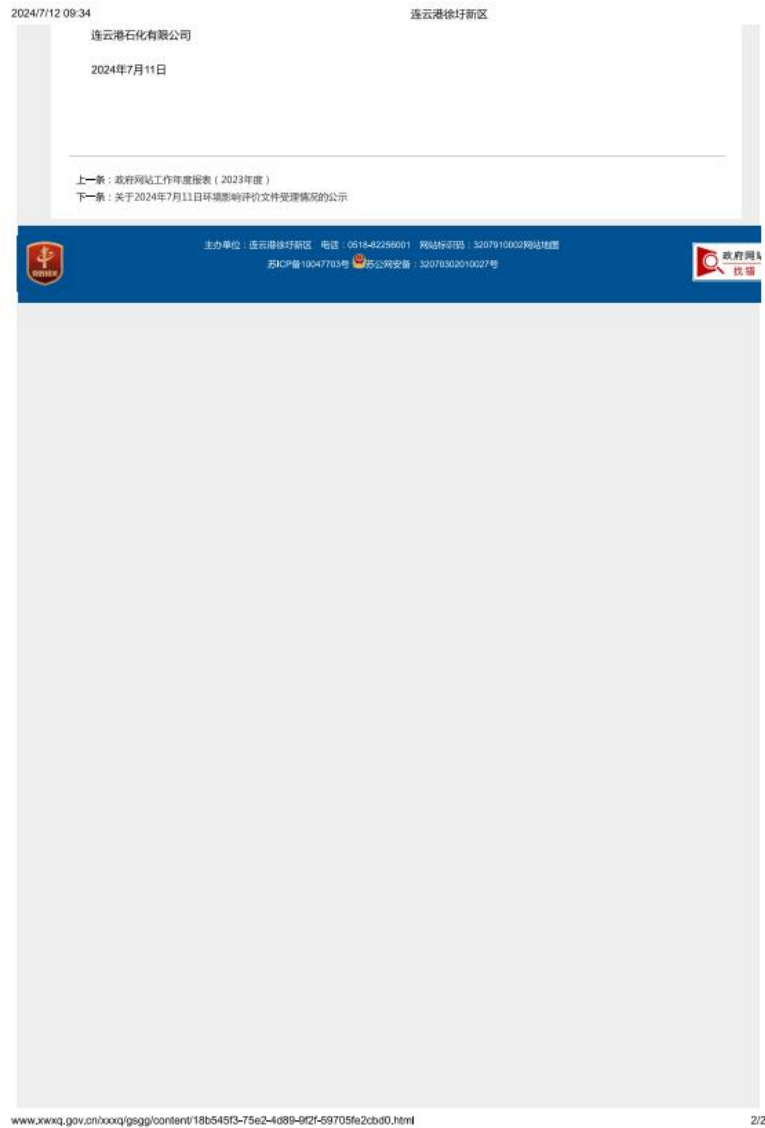 2024/7/12 09:34
连云港徐圩新区
连云港石化有限公司
2024年7月11日
上一条：政府网站工作年度报表（2023年度）
下一条：关于2024年7月11日环境影响评价文件受理情况的公示
主办单位：连云港徐圩新区 电话：0518-82256001 网站标识码：3207910002网站地图
苏ICP备10047703号 苏公网安备：32070302010027号
党政机关
政府网站
找错
www.xwxq.gov.cn/xxxq/gsgg/content/18b545f3-75e2-4d89-9f2f-59705fe2cbd0.html
2/2